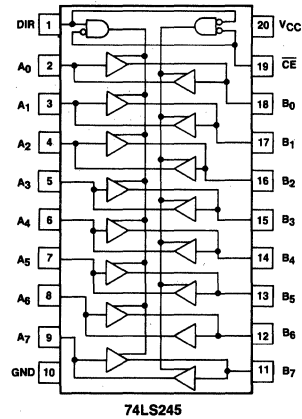 DIR 1 20 VCC
A0 2 19 CE
A1 3 18 B0
A2 4 17 B1
A3 5 16 B2
A4 6 15 B3
A5 7 14 B4
A6 8 13 B5
A7 9 12 B6
GND 10 11 B7
74LS245